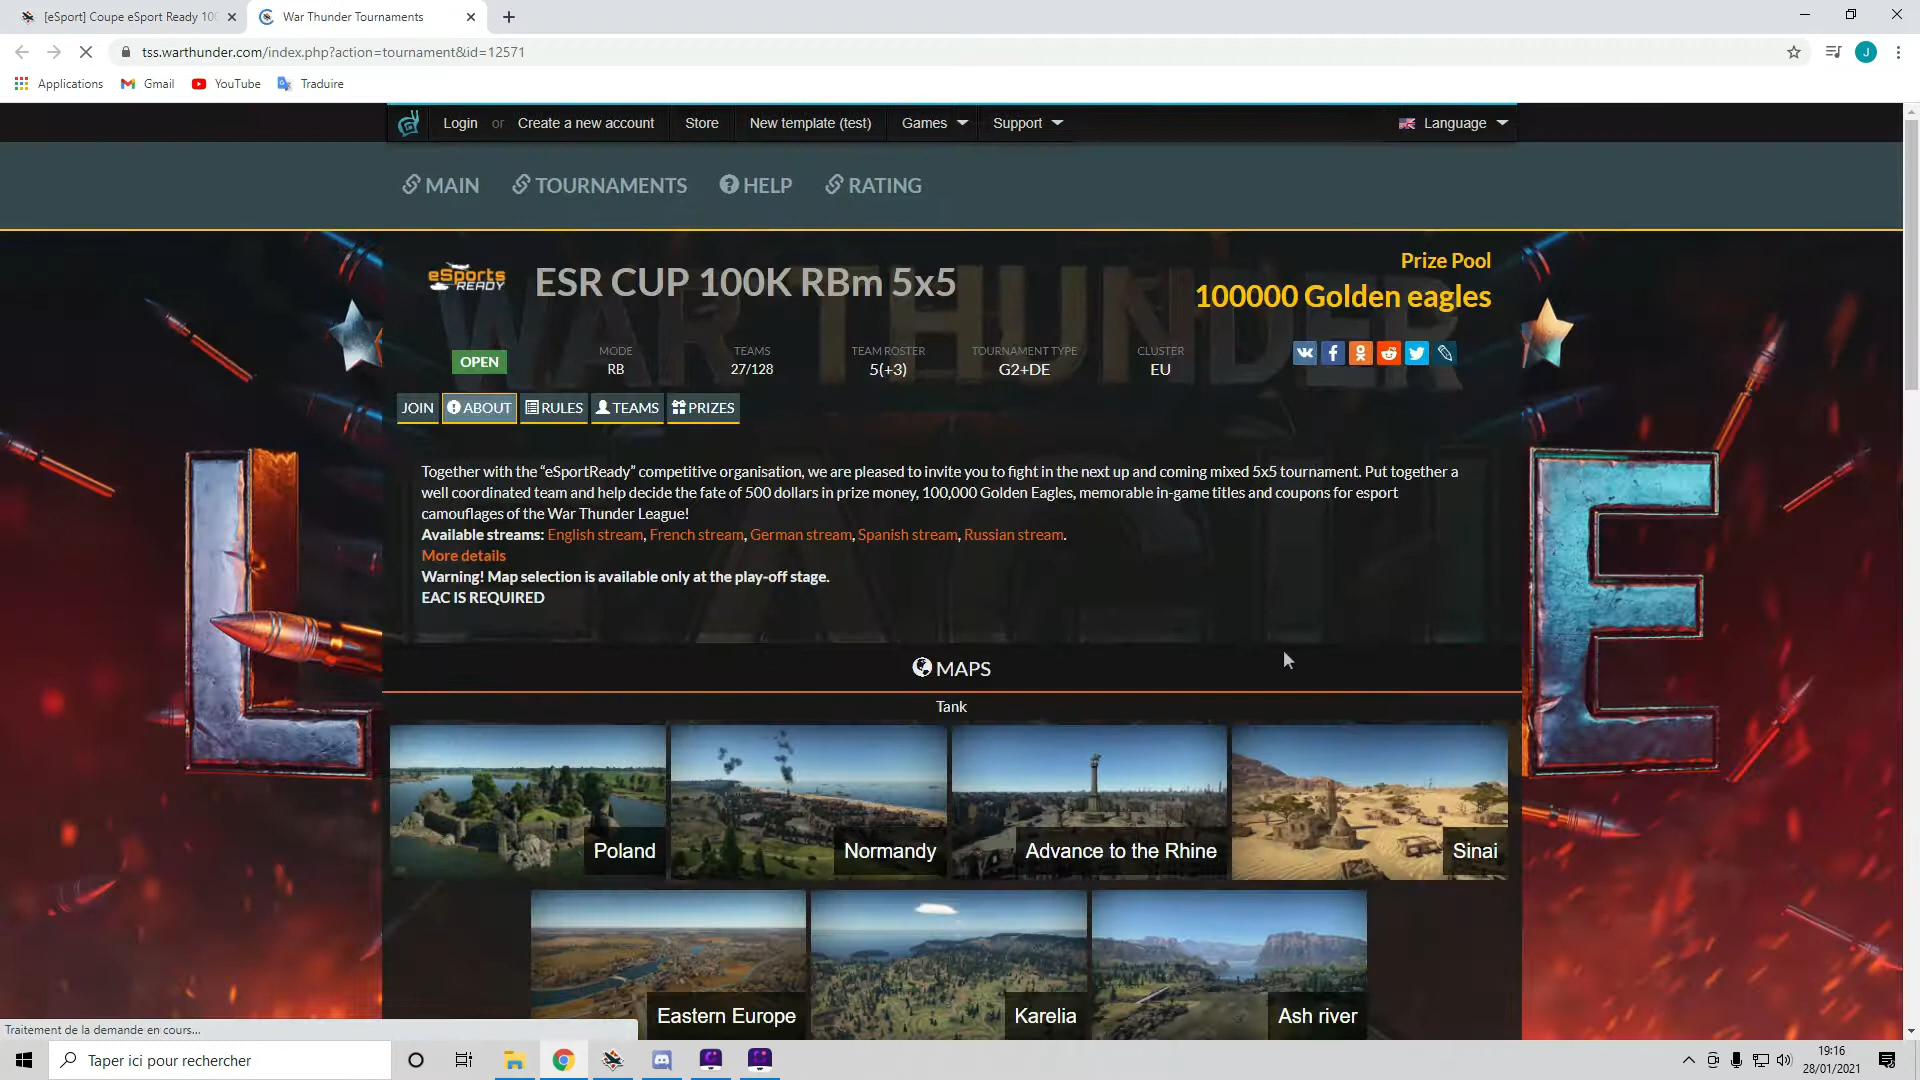 [eSport] Coupe eSport Ready 100
War Thunder Tournaments
tss.warthunder.com/index.php?action=tournament&id=12571
J
Applications
Gmail
YouTube
Traduire
Login or Create a new account
Store
New template (test)
Games
Support
Language
MAIN
TOURNAMENTS
HELP
RATING
eSports
READY
ESR CUP 100K RBm 5x5
Prize Pool
100000 Golden eagles
WAR THUNDER
OPEN
MODE
RB
TEAMS
27/128
TEAM ROSTER
5(+3)
TOURNAMENT TYPE
G2+DE
CLUSTER
EU
JOIN
ABOUT
RULES
TEAMS
PRIZES
Together with the “eSportReady” competitive organisation, we are pleased to invite you to fight in the next up and coming mixed 5x5 tournament. Put together a
well coordinated team and help decide the fate of 500 dollars in prize money, 100,000 Golden Eagles, memorable in-game titles and coupons for esport
camouflages of the War Thunder League!
Available streams: English stream, French stream, German stream, Spanish stream, Russian stream.
More details
Warning! Map selection is available only at the play-off stage.
EAC IS REQUIRED
L
E
MAPS
Tank
Poland
Normandy
Advance to the Rhine
Sinai
Eastern Europe
Karelia
Ash river
Traitement de la demande en cours...
Taper ici pour rechercher
19:16
28/01/2021